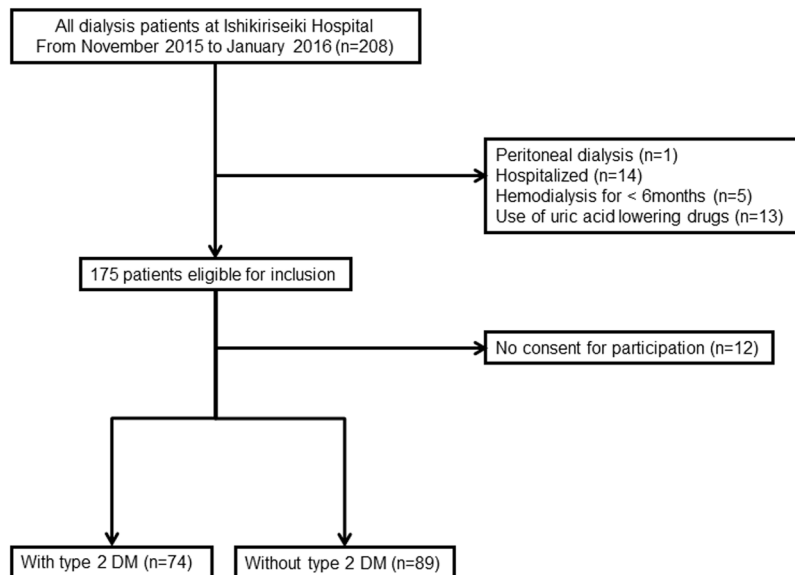 All dialysis patients at Ishikiriseiki Hospital
From November 2015 to January 2016 (n=208)
Peritoneal dialysis (n=1)
Hospitalized (n=14)
Hemodialysis for < 6months (n=5)
Use of uric acid lowering drugs (n=13)
175 patients eligible for inclusion
No consent for participation (n=12)
With type 2 DM (n=74)
Without type 2 DM (n=89)